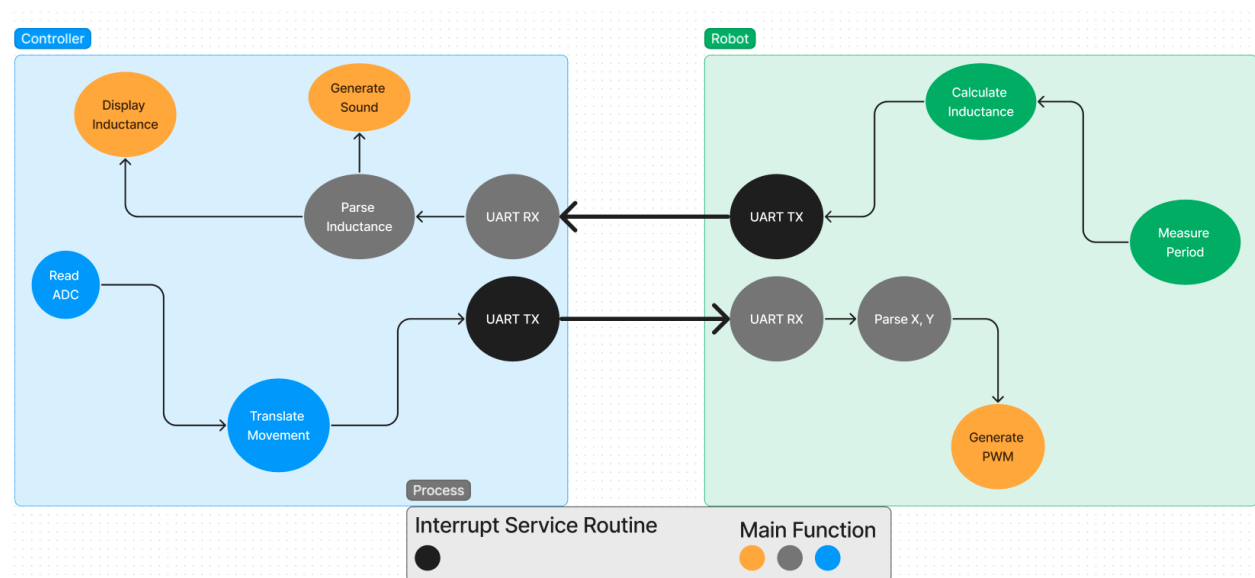 Controller
Robot
Display
Inductance
Generate
Sound
Calculate
Inductance
Parse
Inductance
UART RX
UART TX
Measure
Period
Read
ADC
UART TX
UART RX
Parse X, Y
Translate
Movement
Generate
PWM
Process
Interrupt Service Routine
Main Function